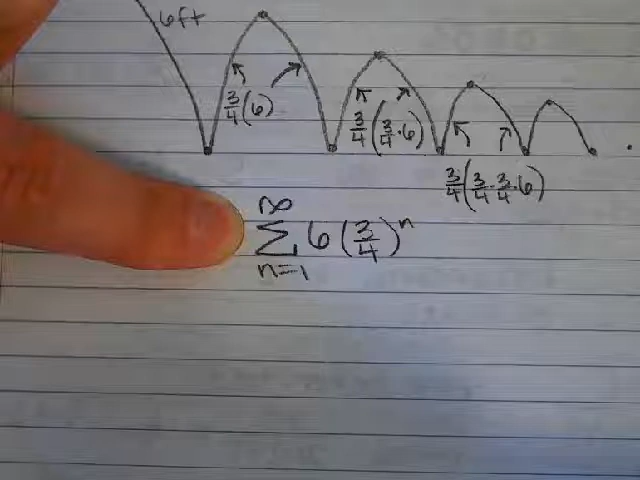 6ft
3/4(6)
3/4(3/4·6)
3/4(3/4·3/4·6)
∞
∑ 6(3/4)ⁿ
n=1